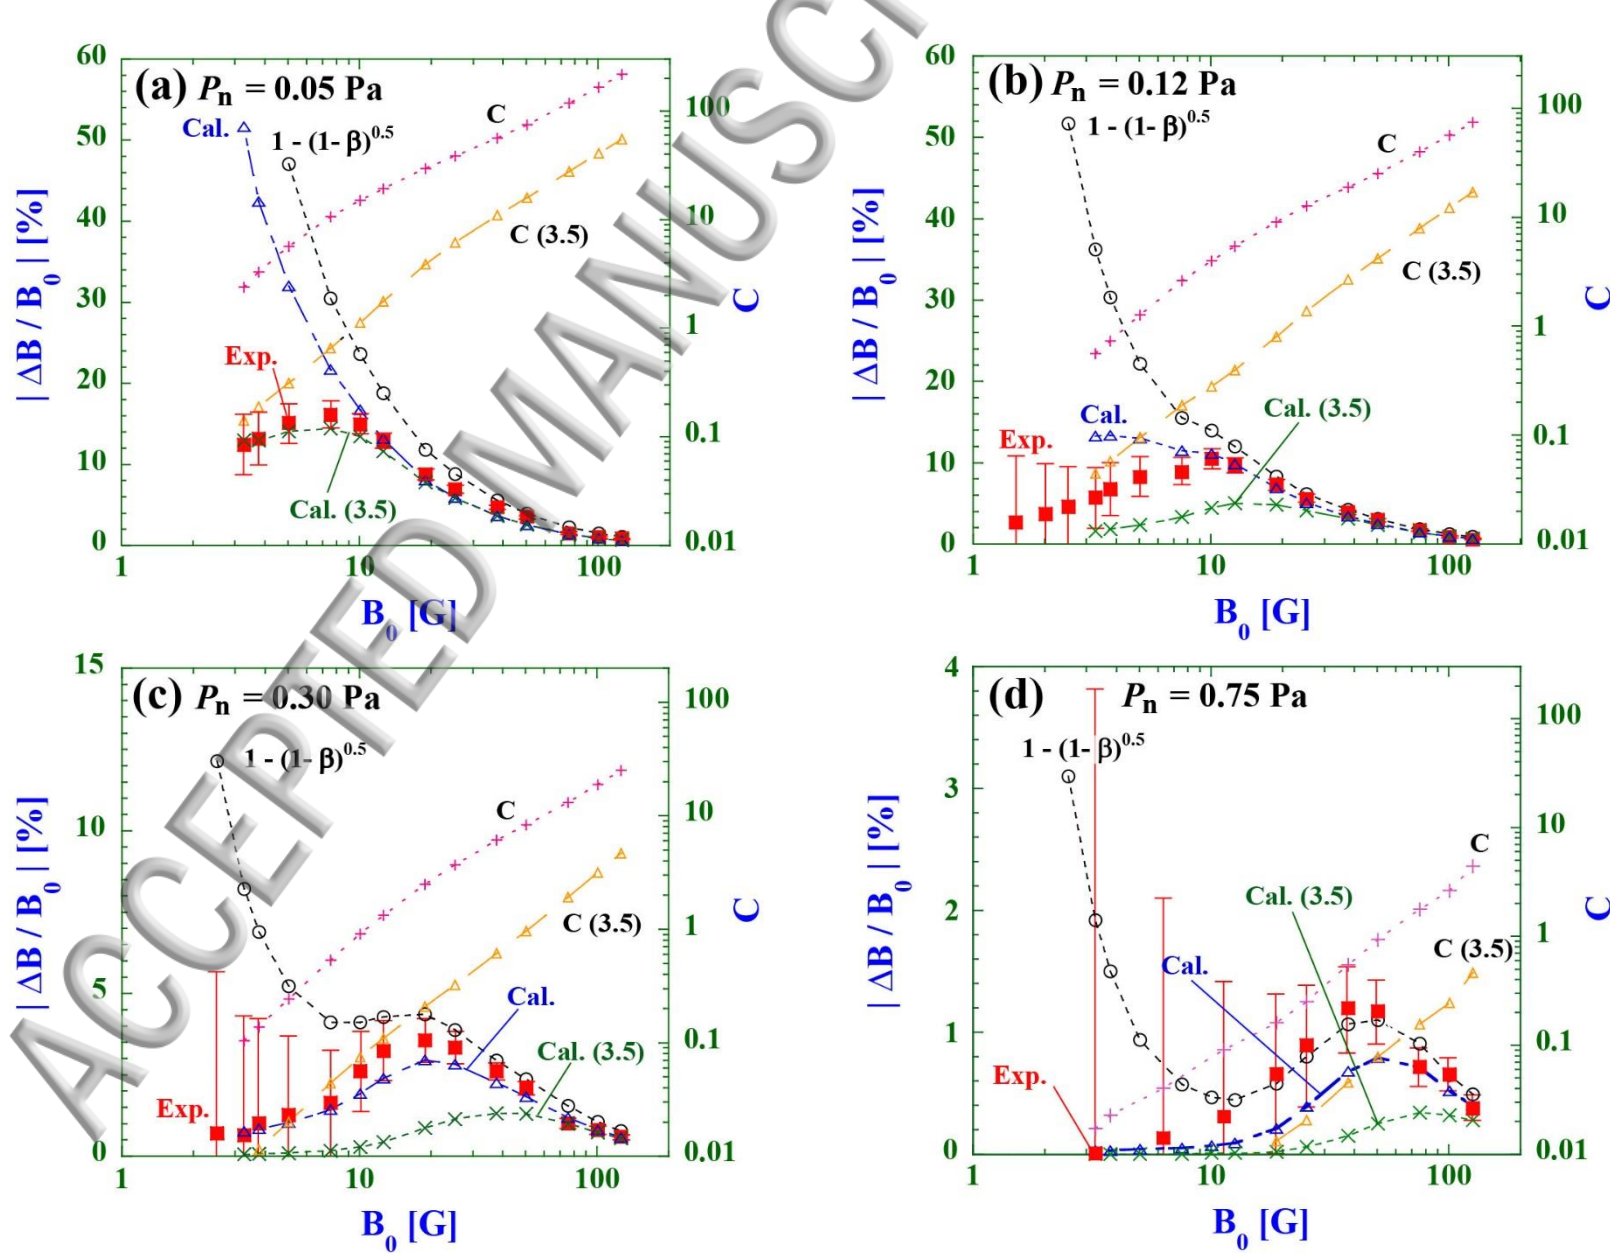 (a) Pn = 0.05 Pa
60
50
40
30
20
10
0
| ΔB / B0 | [%]
Cal.
1 - (1- β)^0.5
C
C (3.5)
Exp.
Cal. (3.5)
100
10
1
0.1
0.01
C
1 10 100
B0 [G]
(b) Pn = 0.12 Pa
60
50
40
30
20
10
0
| ΔB / B0 | [%]
1 - (1- β)^0.5
C
C (3.5)
Cal.
Cal. (3.5)
Exp.
100
10
1
0.1
0.01
C
1 10 100
B0 [G]
(c) Pn = 0.30 Pa
15
10
5
0
| ΔB / B0 | [%]
1 - (1- β)^0.5
C
C (3.5)
Cal.
Cal. (3.5)
Exp.
100
10
1
0.1
0.01
C
1 10 100
B0 [G]
(d) Pn = 0.75 Pa
4
3
2
1
0
| ΔB / B0 | [%]
1 - (1- β)^0.5
C
Cal. (3.5)
C (3.5)
Cal.
Exp.
100
10
1
0.1
0.01
C
1 10 100
B0 [G]
ACCEPTED MANUSCR